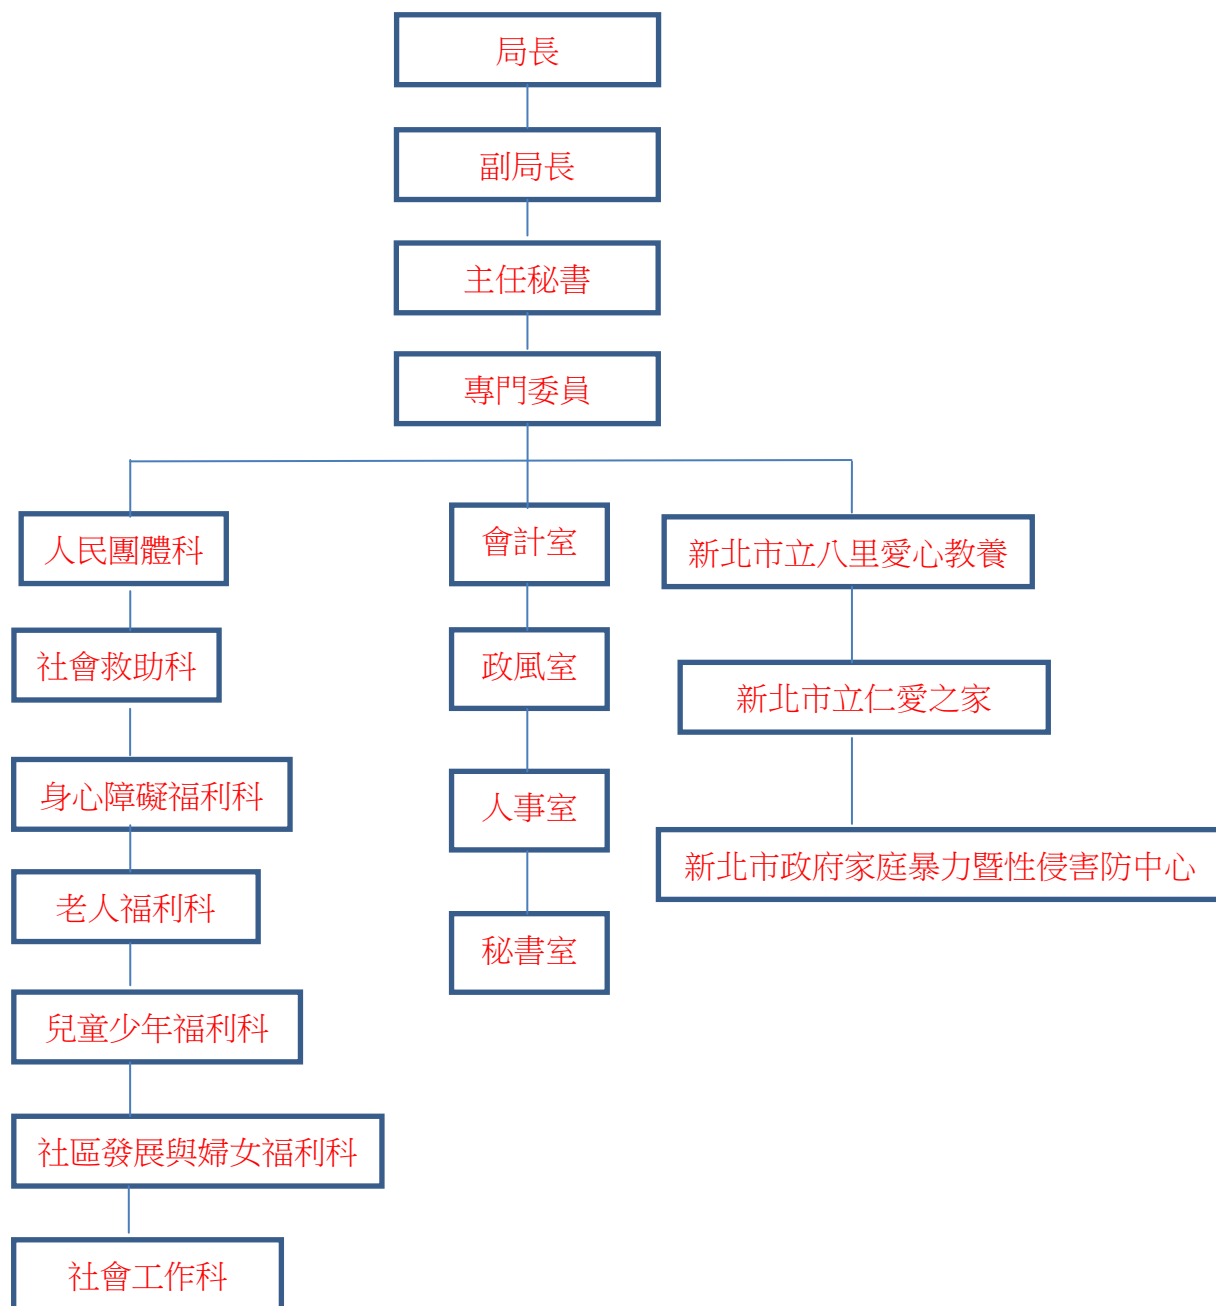 局長
副局長
主任秘書
專門委員
人民團體科
社會救助科
身心障礙福利科
老人福利科
兒童少年福利科
社區發展與婦女福利科
社會工作科
會計室
政風室
人事室
秘書室
新北市立八里愛心教養
新北市立仁愛之家
新北市政府家庭暴力暨性侵害防中心